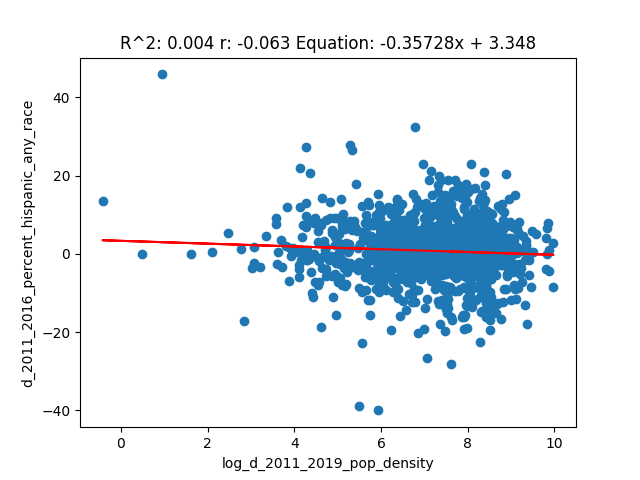 R^2: 0.004 r: -0.063 Equation: -0.35728x + 3.348
d_2011_2016_percent_hispanic_any_race
40
20
0
−20
−40
0 2 4 6 8 10
log_d_2011_2019_pop_density